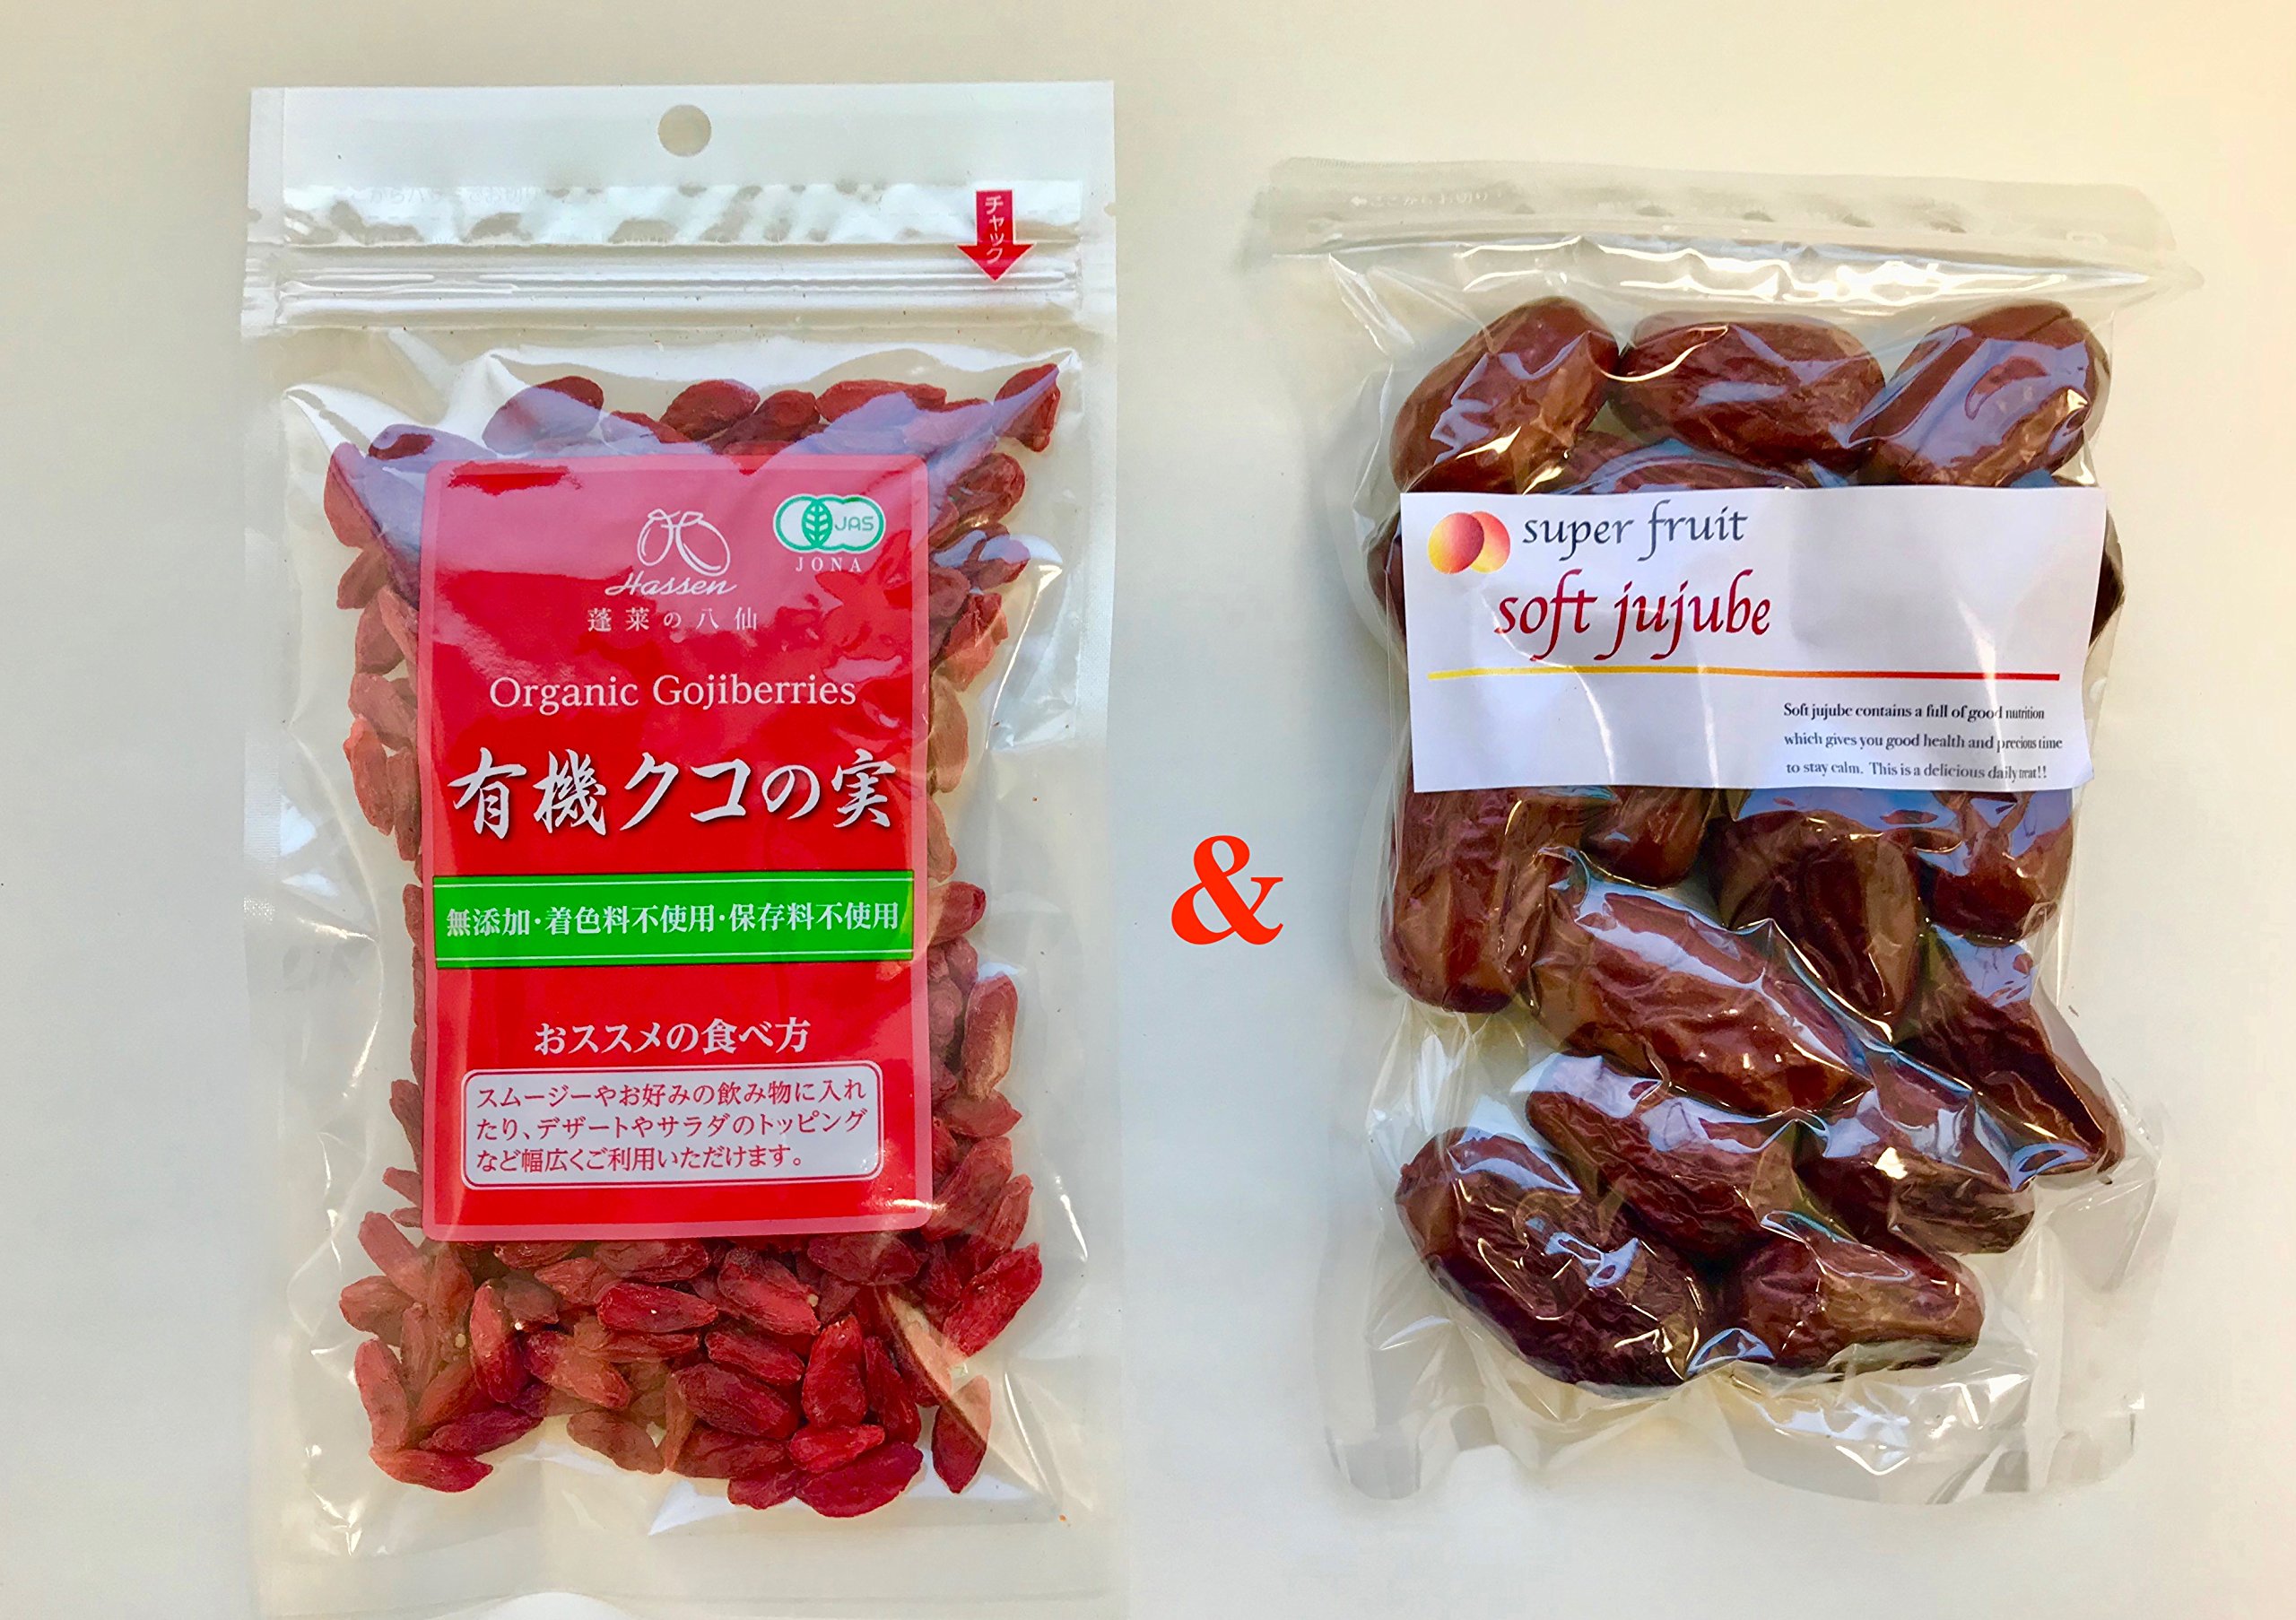 チャック
JAS
JONA
Hassen
蓬莱の八仙
Organic Gojiberries
有機クコの実
無添加・着色料不使用・保存料不使用
おススメの食べ方
スムージーやお好みの飲み物に入れ
たり、デザートやサラダのトッピング
など幅広くご利用いただけます。
&
super fruit
soft jujube
Soft jujube contains a full of good nutrition
which gives you good health and precious time
to stay calm. This is a delicious daily treat!!